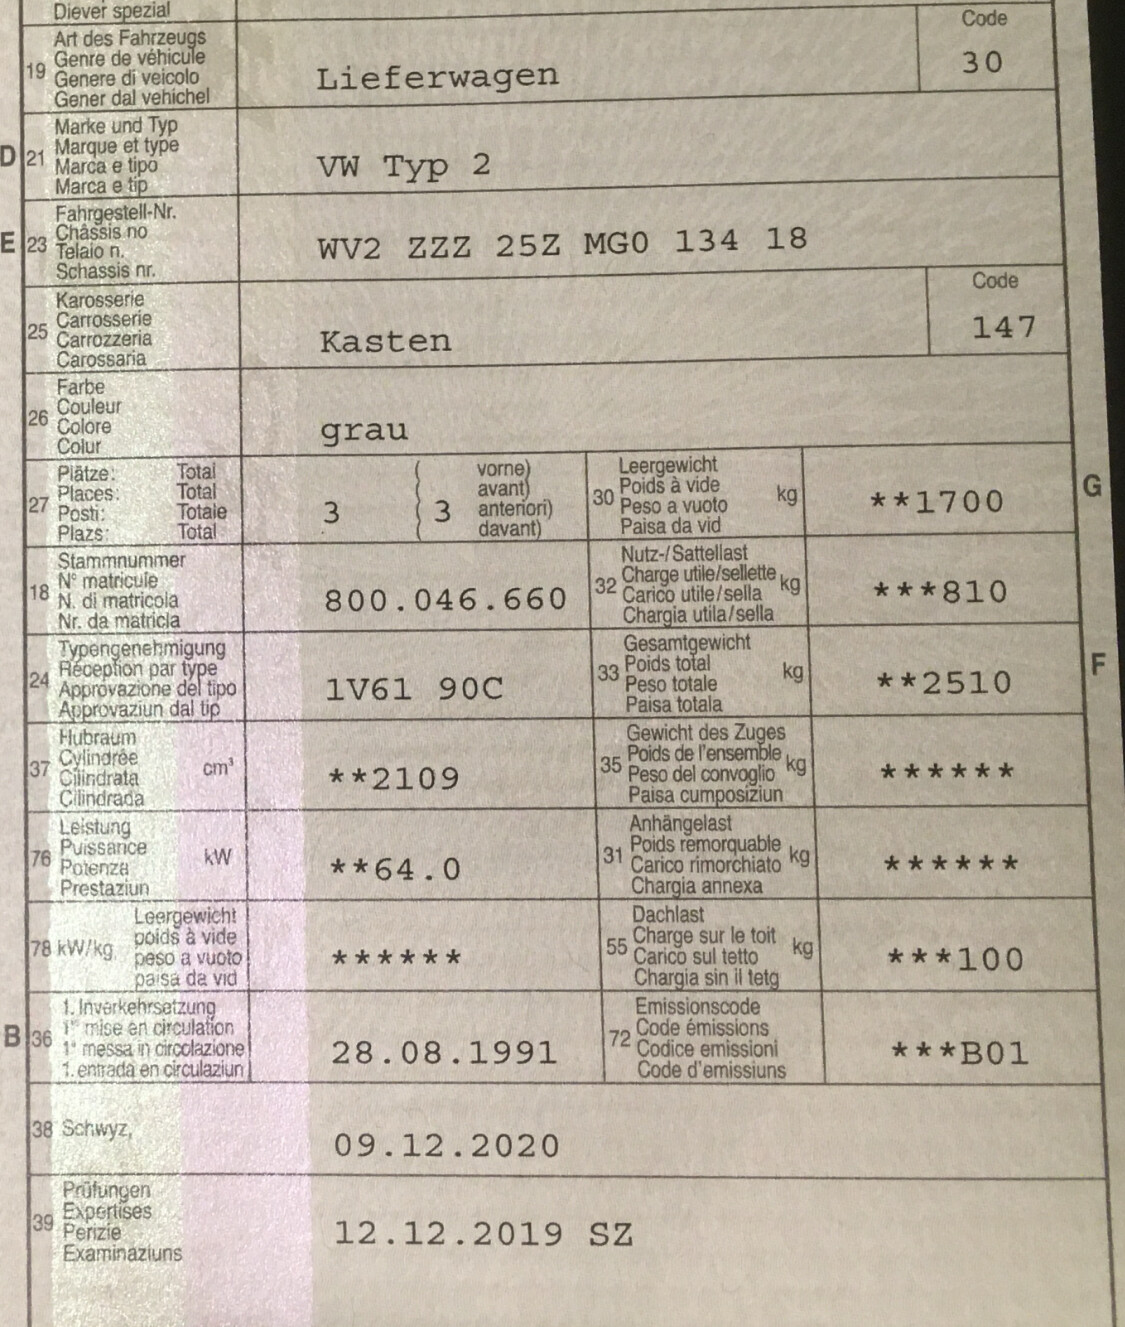 Diever spezial
19 Art des Fahrzeugs
Genre de véhicule
Genere di veicolo
Gener dal vehichel
Lieferwagen
Code
30
D 21 Marke und Typ
Marque et type
Marca e tipo
Marca e tip
VW Typ 2
E 23 Fahrgestell-Nr.
Châssis no
Telaio n.
Schassis nr.
WV2 ZZZ 25Z MG0 134 18
25 Karosserie
Carrosserie
Carrozzeria
Carossaria
Kasten
Code
147
26 Farbe
Couleur
Colore
Colur
grau
27 Plätze: Total
Places: Total
Posti: Totale
Plazs: Total
3 ( 3 vorne)
avant)
anteriori)
davant)
30 Leergewicht
Poids à vide
Peso a vuoto
Paisa da vid
kg
**1700
G
18 Stammnummer
N° matricule
N. di matricola
Nr. da matricla
800.046.660
32 Nutz-/Sattellast
Charge utile/sellette
Carico utile/sella
Chargia utila/sella
kg
***810
24 Typengenehmigung
Réception par type
Approvazione del tipo
Approvaziun dal tip
1V61 90C
33 Gesamtgewicht
Poids total
Peso totale
Paisa totala
kg
**2510
F
37 Hubraum
Cylindrée
Cilindrata
Cilindrada
cm³
**2109
35 Gewicht des Zuges
Poids de l'ensemble
Peso del convoglio
Paisa cumposiziun
kg
******
76 Leistung
Puissance
Potenza
Prestaziun
kW
**64.0
31 Anhängelast
Poids remorquable
Carico rimorchiato
Chargia annexa
kg
******
78 kW/kg Leergewicht
poids à vide
peso a vuoto
paisa da vid
******
55 Dachlast
Charge sur le toit
Carico sul tetto
Chargia sin il tetg
kg
***100
B 36 1. Inverkehrsetzung
1re mise en circulation
1a messa in circolazione
1. entrada en circulaziun
28.08.1991
72 Emissionscode
Code émissions
Codice emissioni
Code d'emissiuns
***B01
38 Schwyz,
09.12.2020
39 Prüfungen
Expertises
Perizie
Examinaziuns
12.12.2019 SZ